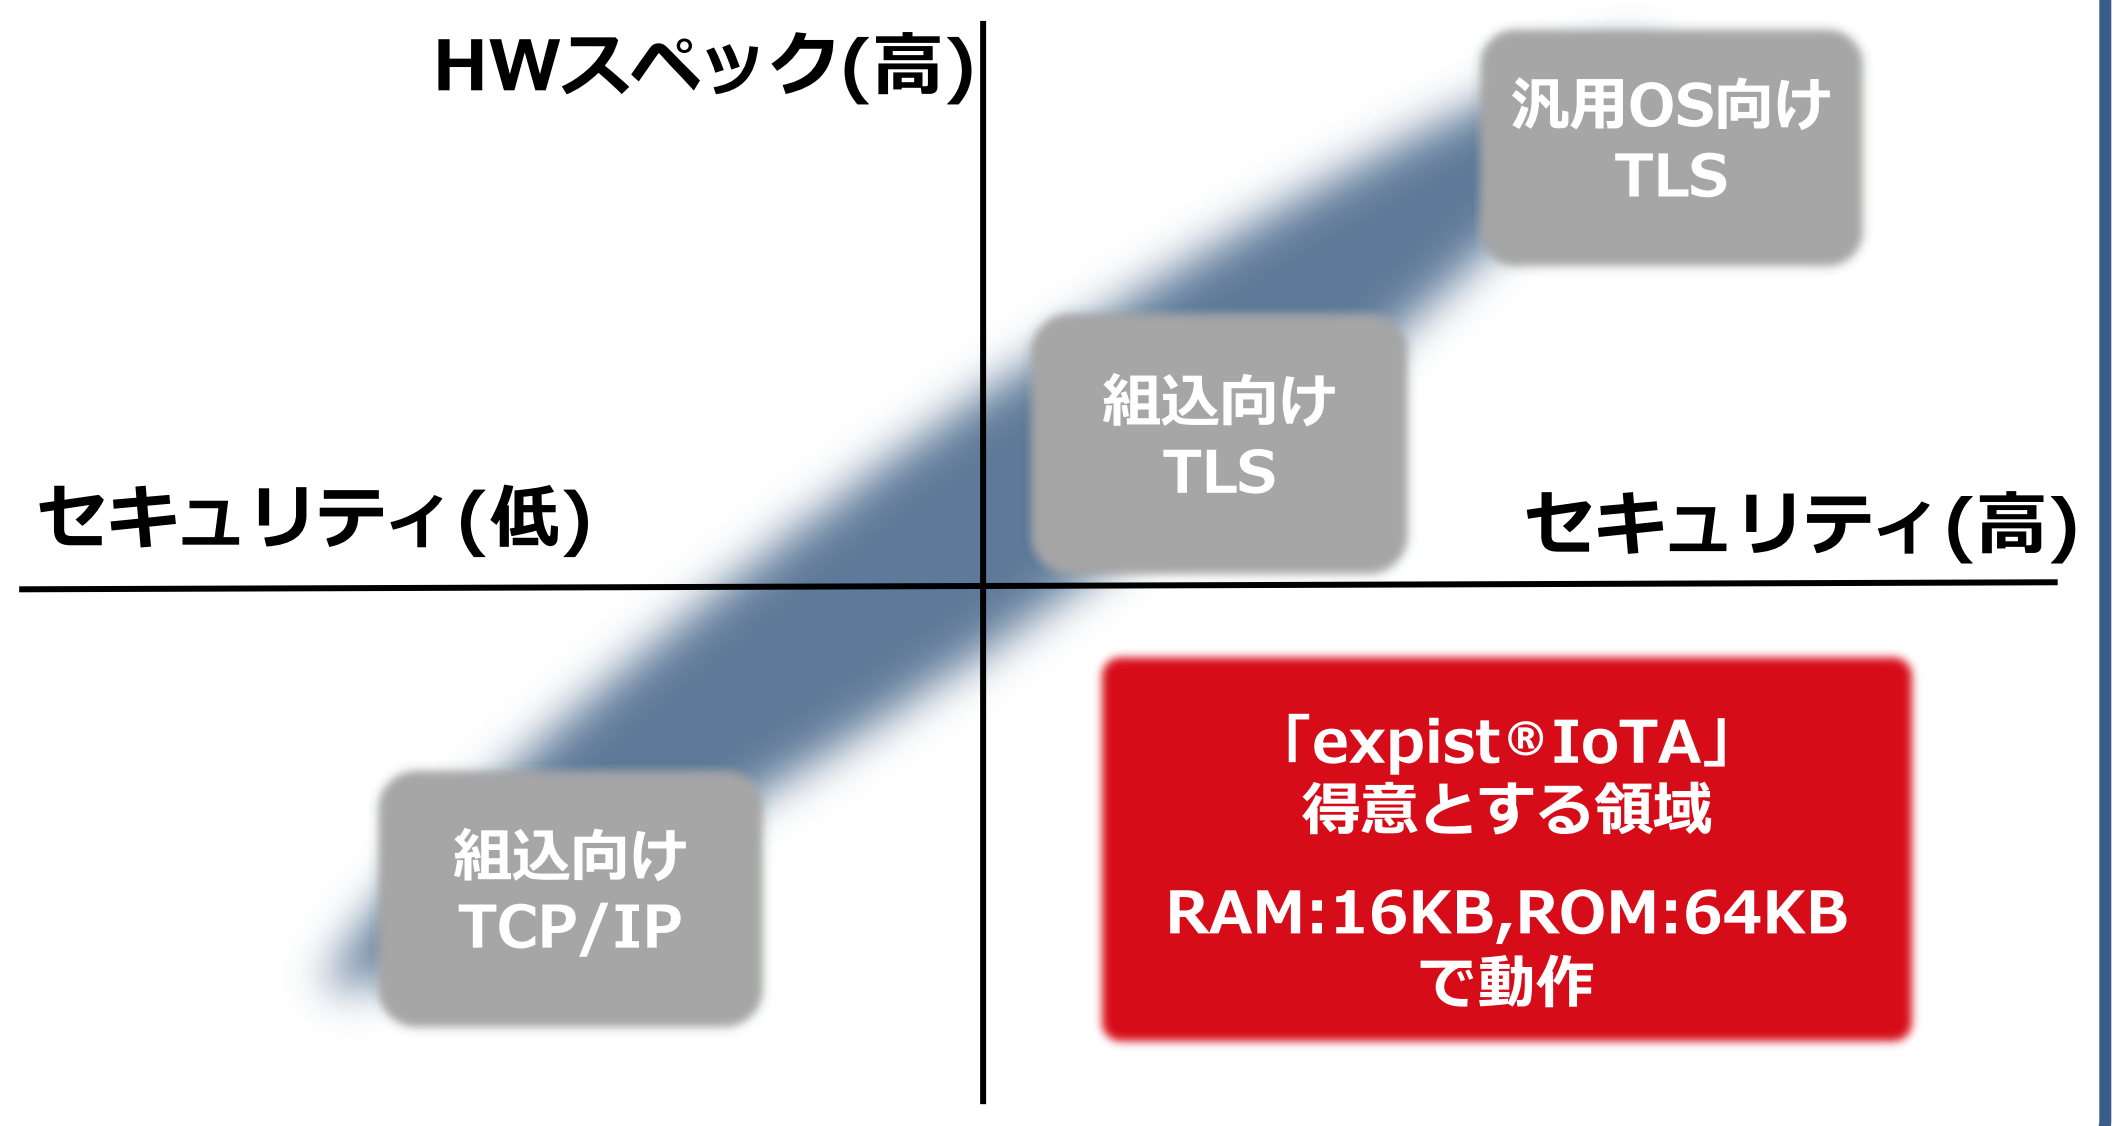 HWスペック(高)
汎用OS向け
TLS
組込向け
TLS
セキュリティ(低)
セキュリティ(高)
組込向け
TCP/IP
「expist®IoTA」
得意とする領域
RAM:16KB,ROM:64KB
で動作